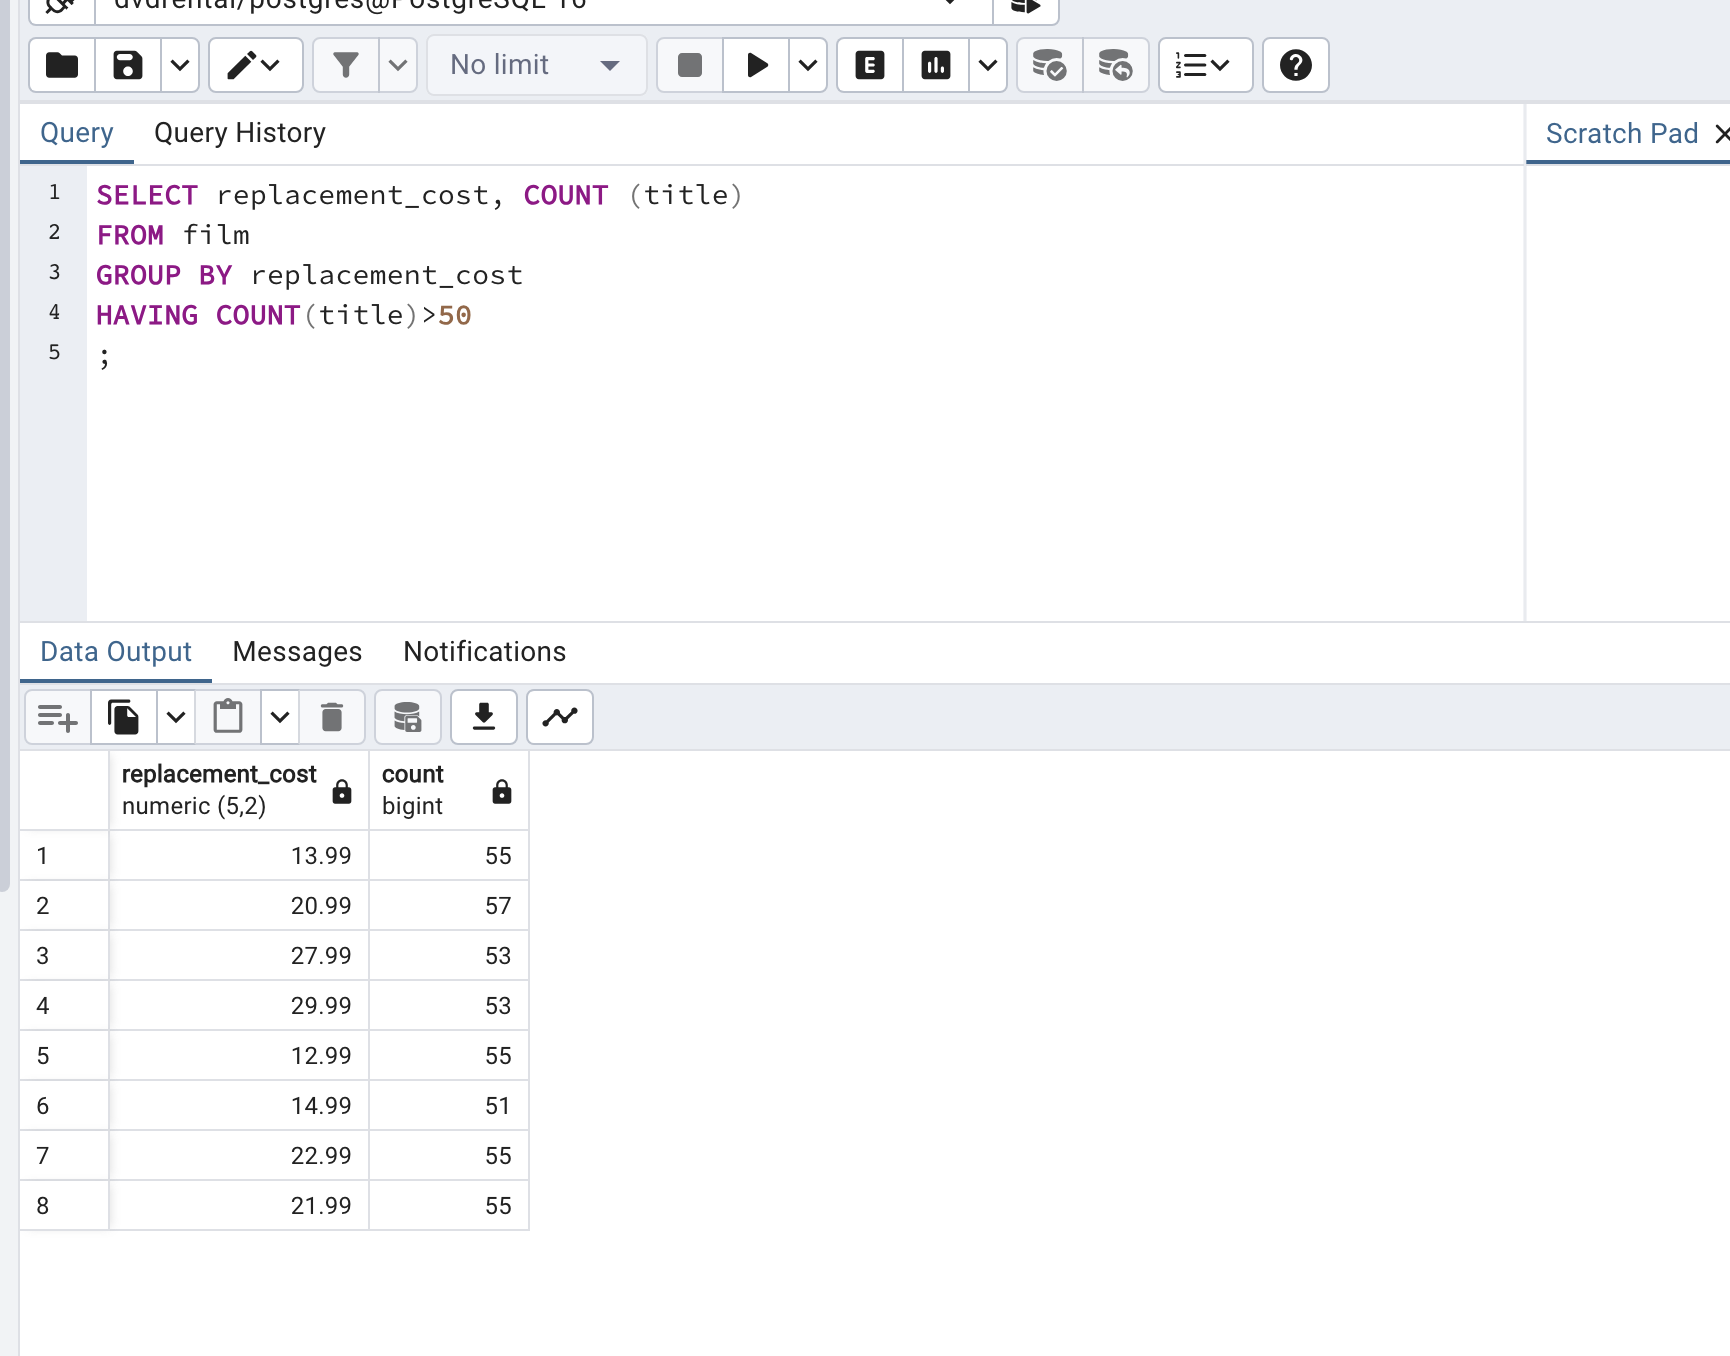 dvdrental/postgres@PostgreSQL 16
No limit
E
Query Query History Scratch Pad
1 SELECT replacement_cost, COUNT (title)
2 FROM film
3 GROUP BY replacement_cost
4 HAVING COUNT(title)>50
5 ;
Data Output Messages Notifications
replacement_cost count
numeric (5,2) bigint
1 13.99 55
2 20.99 57
3 27.99 53
4 29.99 53
5 12.99 55
6 14.99 51
7 22.99 55
8 21.99 55